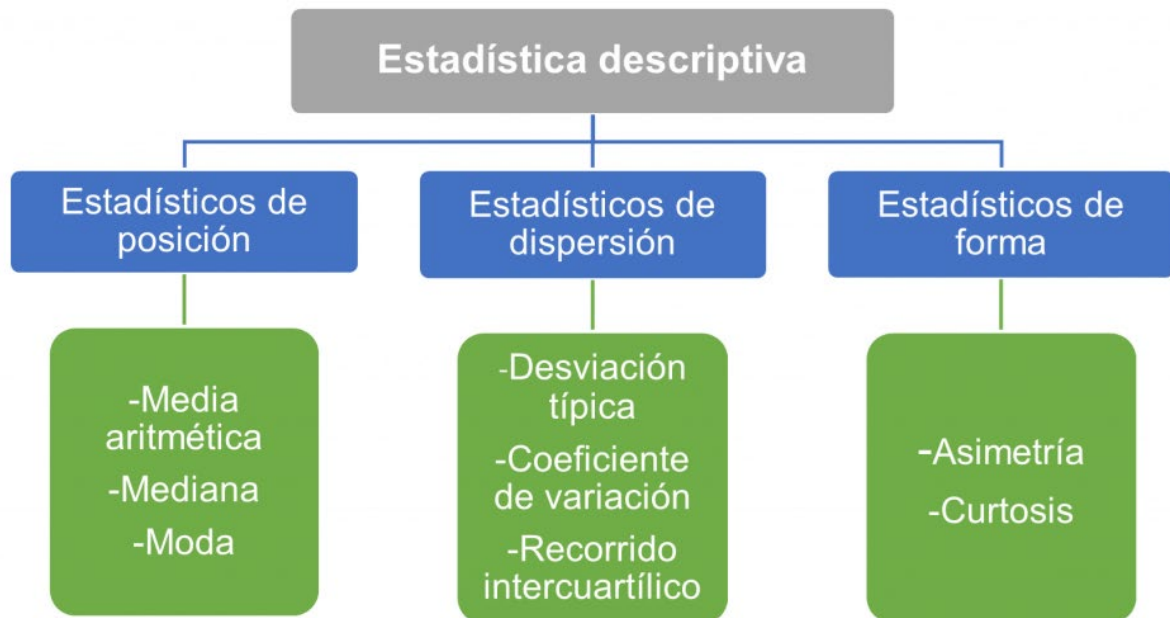 Estadística descriptiva
Estadísticos de
posición
Estadísticos de
dispersión
Estadísticos de
forma
-Media
aritmética
-Mediana
-Moda
-Desviación
típica
-Coeficiente
de variación
-Recorrido
intercuartílico
-Asimetría
-Curtosis